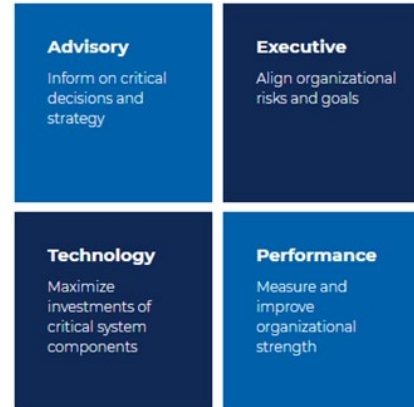 Advisory
Inform on critical
decisions and
strategy
Executive
Align organizational
risks and goals
Technology
Maximize
investments of
critical system
components
Performance
Measure and
improve
organizational
strength